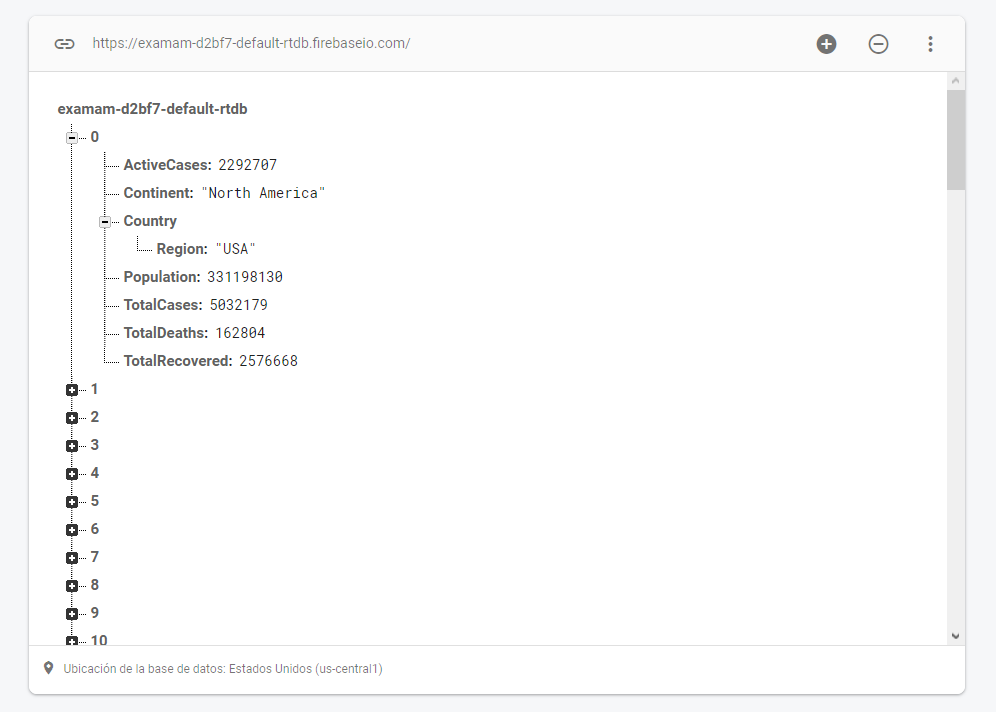 https://examam-d2bf7-default-rtdb.firebaseio.com/
examam-d2bf7-default-rtdb
0
ActiveCases: 2292707
Continent: "North America"
Country
Region: "USA"
Population: 331198130
TotalCases: 5032179
TotalDeaths: 162804
TotalRecovered: 2576668
1
2
3
4
5
6
7
8
9
10
Ubicación de la base de datos: Estados Unidos (us-central1)